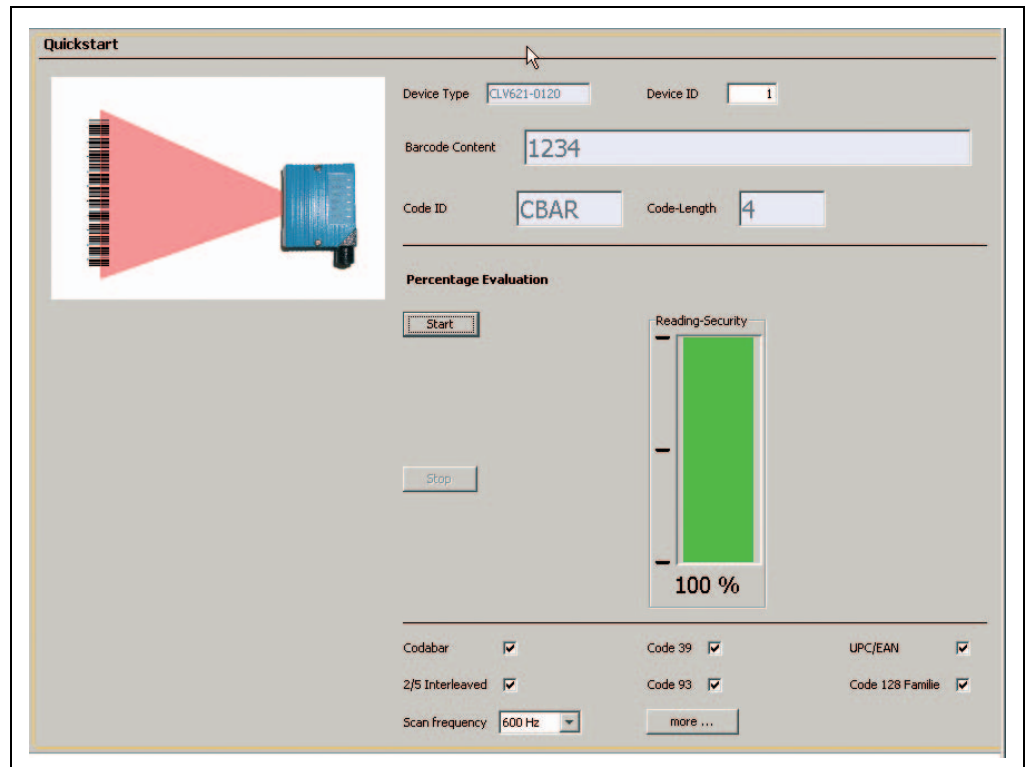 Quickstart
Device Type CLV621-0120 Device ID 1
Barcode Content 1234
Code ID CBAR Code-Length 4
Percentage Evaluation
Start Reading-Security
Stop
100 %
Codabar Code 39 UPC/EAN
2/5 Interleaved Code 93 Code 128 Familie
Scan frequency 600 Hz more ...